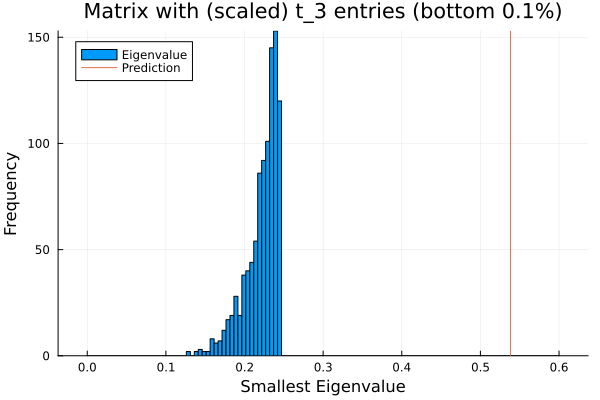 Matrix with (scaled) t_3 entries (bottom 0.1%)
150
Eigenvalue
Prediction
100
Frequency
50
0
0.0 0.1 0.2 0.3 0.4 0.5 0.6
Smallest Eigenvalue